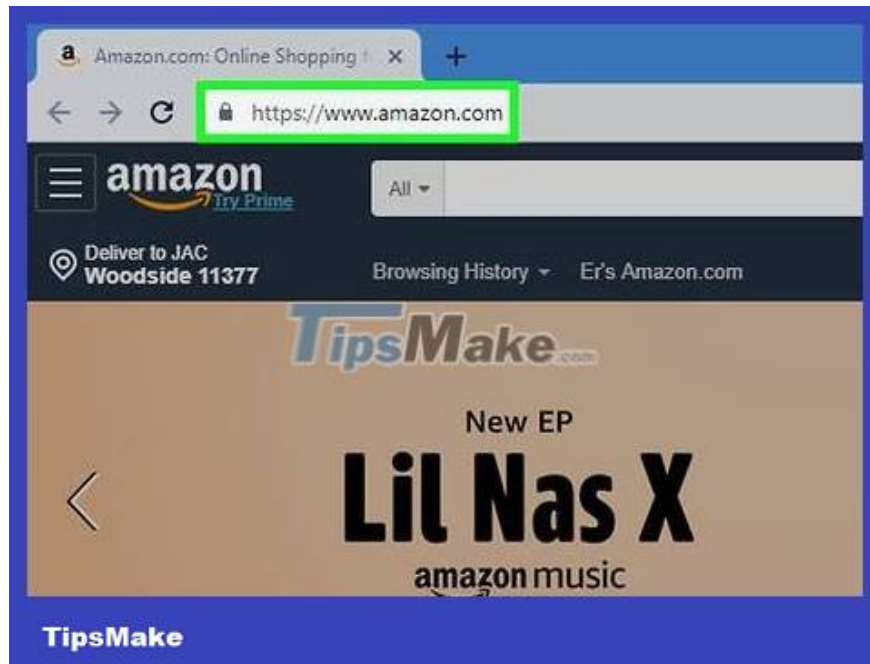 a Amazon.com: Online Shopping f
https://www.amazon.com
amazon
Try Prime
All
Deliver to JAC
Woodside 11377
Browsing History
Er's Amazon.com
TipsMake.com
New EP
Lil Nas X
amazon music
TipsMake